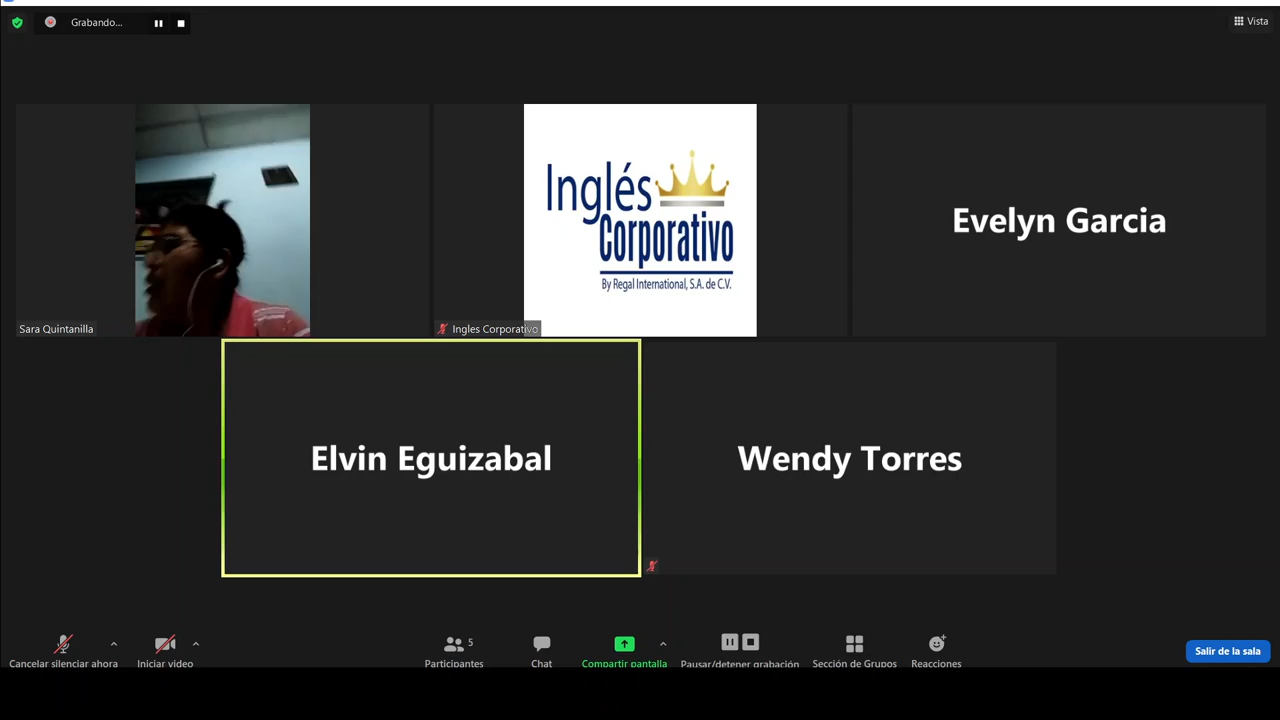 Grabando...
Vista
Inglés
Corporativo
By Regal International, S.A. de C.V.
Evelyn Garcia
Sara Quintanilla
Ingles Corporativo
Elvin Eguizabal
Wendy Torres
5
Cancelar silenciar ahora
Iniciar video
Participantes
Chat
Compartir pantalla
Pausar/detener grabación
Sección de Grupos
Reacciones
Salir de la sala